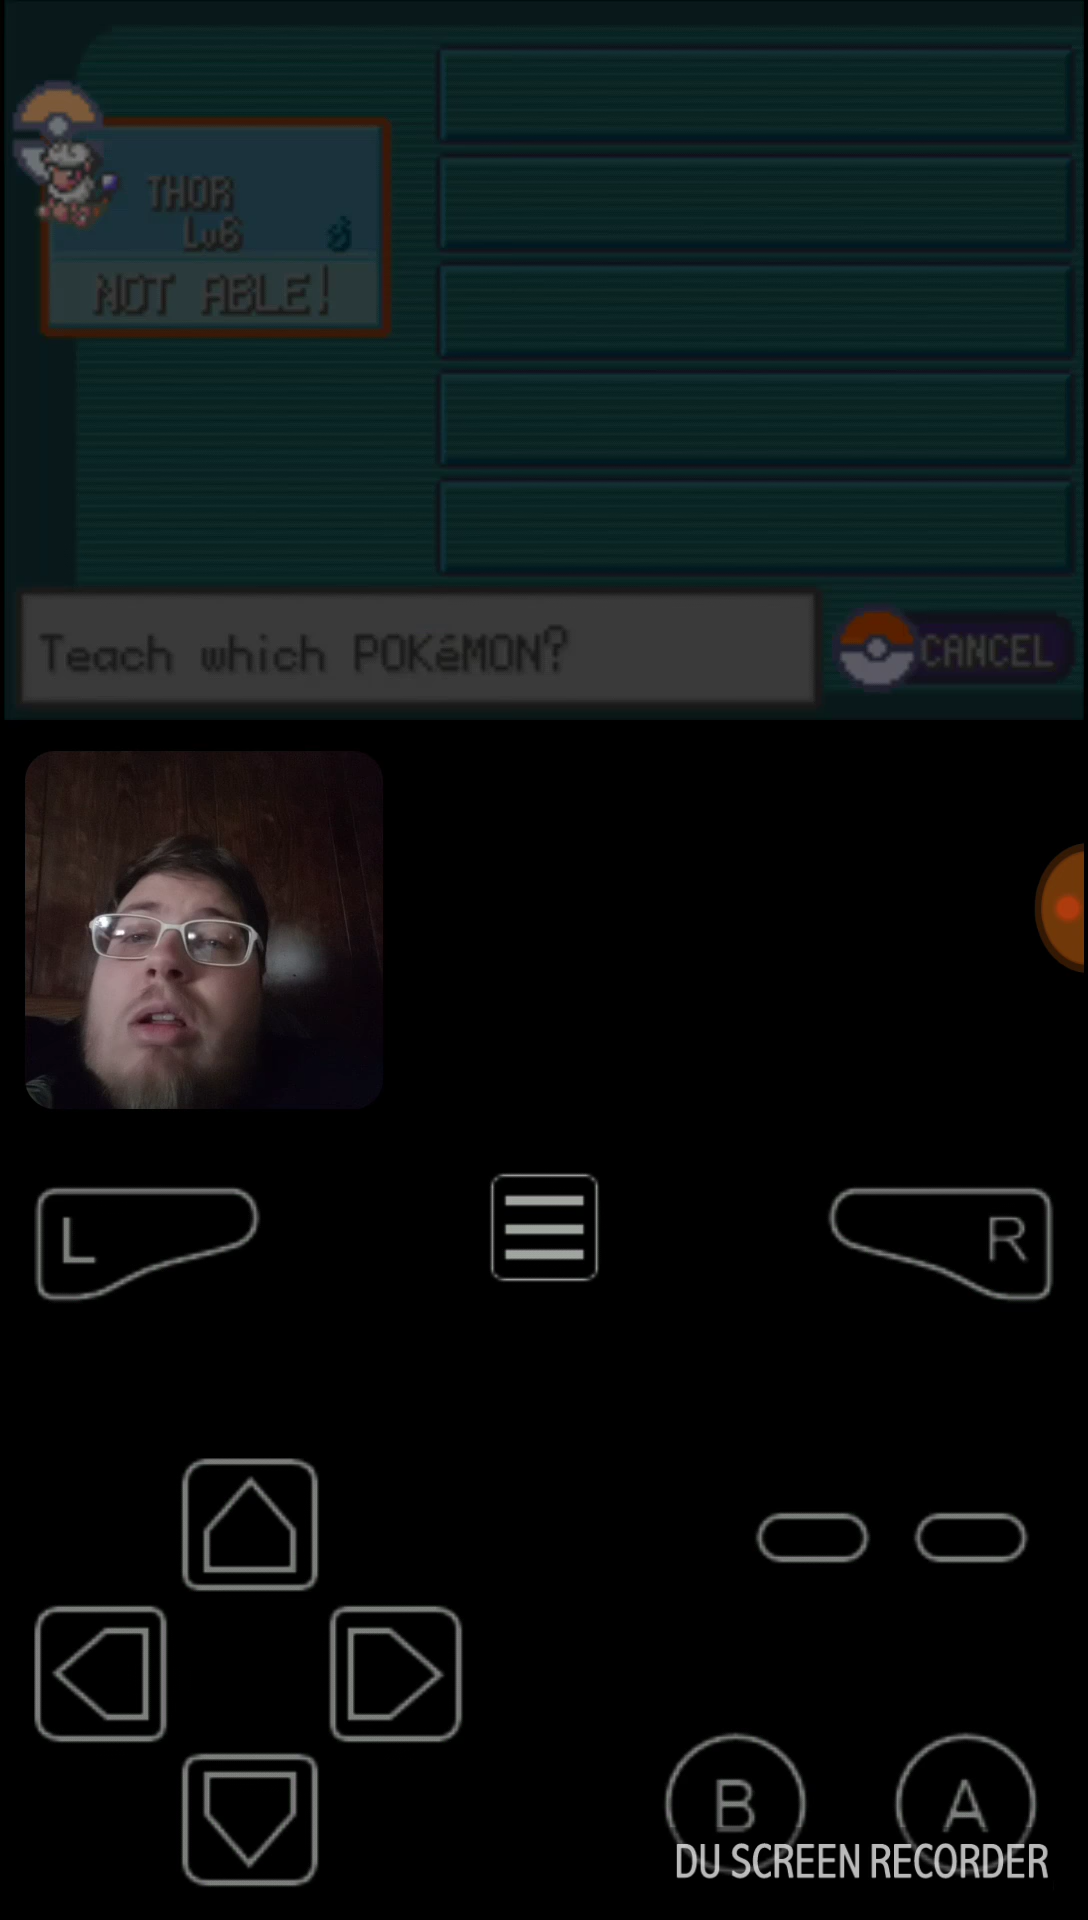 THOR
Lv6
NOT ABLE!
Teach which POKéMON?
CANCEL
L
R
B
A
DU SCREEN RECORDER